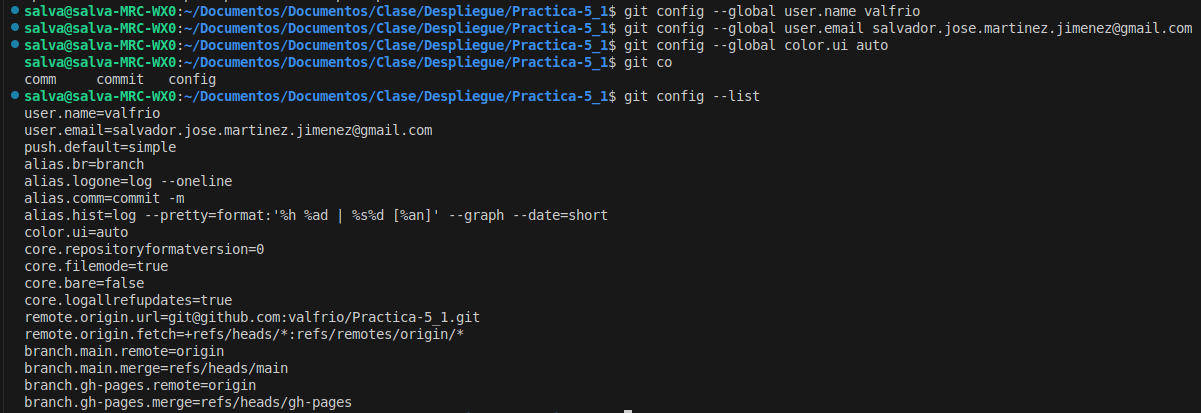 salva@salva-MRC-WX0:~/Documentos/Documentos/Clase/Despliegue/Practica-5_1$ git config --global user.name valfrio
salva@salva-MRC-WX0:~/Documentos/Documentos/Clase/Despliegue/Practica-5_1$ git config --global user.email salvador.jose.martinez.jimenez@gmail.com
salva@salva-MRC-WX0:~/Documentos/Documentos/Clase/Despliegue/Practica-5_1$ git config --global color.ui auto
salva@salva-MRC-WX0:~/Documentos/Documentos/Clase/Despliegue/Practica-5_1$ git co
comm     commit   config
salva@salva-MRC-WX0:~/Documentos/Documentos/Clase/Despliegue/Practica-5_1$ git config --list
user.name=valfrio
user.email=salvador.jose.martinez.jimenez@gmail.com
push.default=simple
alias.br=branch
alias.logone=log --oneline
alias.comm=commit -m
alias.hist=log --pretty=format:'%h %ad | %s%d [%an]' --graph --date=short
color.ui=auto
core.repositoryformatversion=0
core.filemode=true
core.bare=false
core.logallrefupdates=true
remote.origin.url=git@github.com:valfrio/Practica-5_1.git
remote.origin.fetch=+refs/heads/*:refs/remotes/origin/*
branch.main.remote=origin
branch.main.merge=refs/heads/main
branch.gh-pages.remote=origin
branch.gh-pages.merge=refs/heads/gh-pages